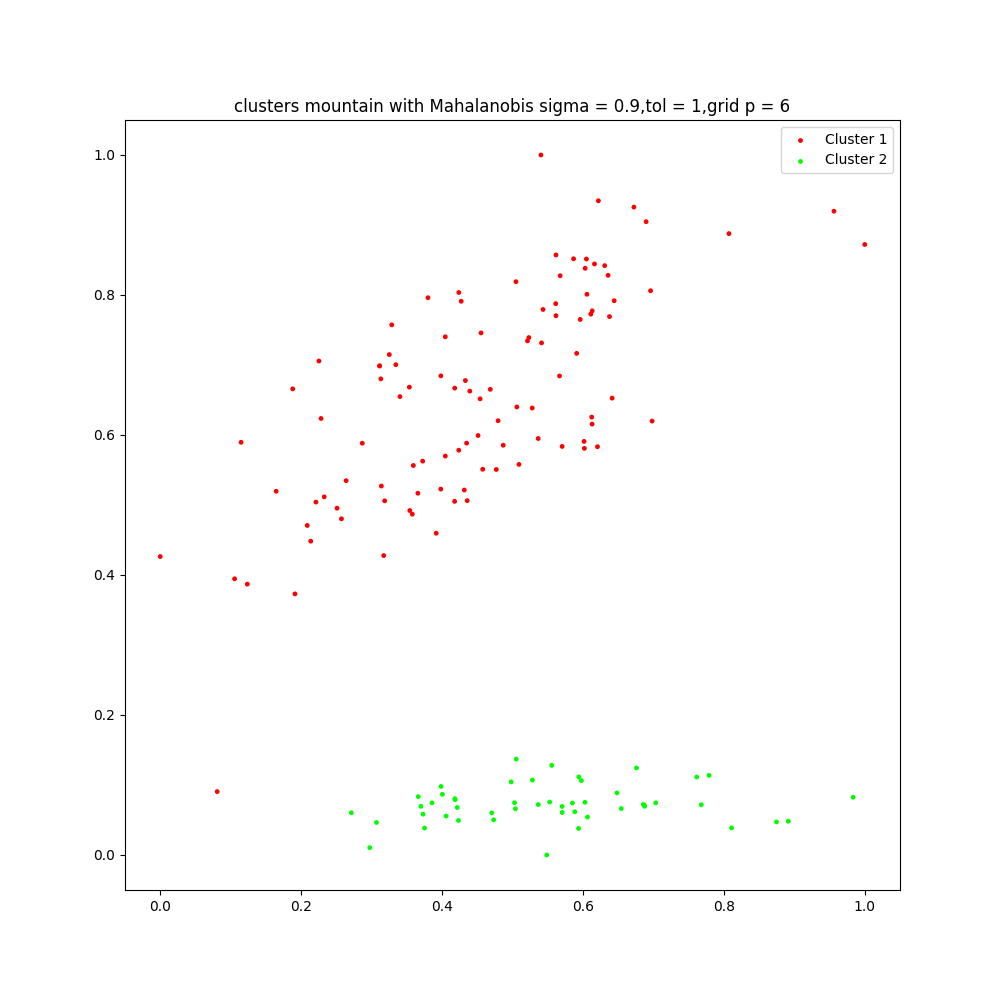 clusters mountain with Mahalanobis sigma = 0.9,tol = 1,grid p = 6
Cluster 1
Cluster 2
1.0
0.8
0.6
0.4
0.2
0.0
0.0 0.2 0.4 0.6 0.8 1.0